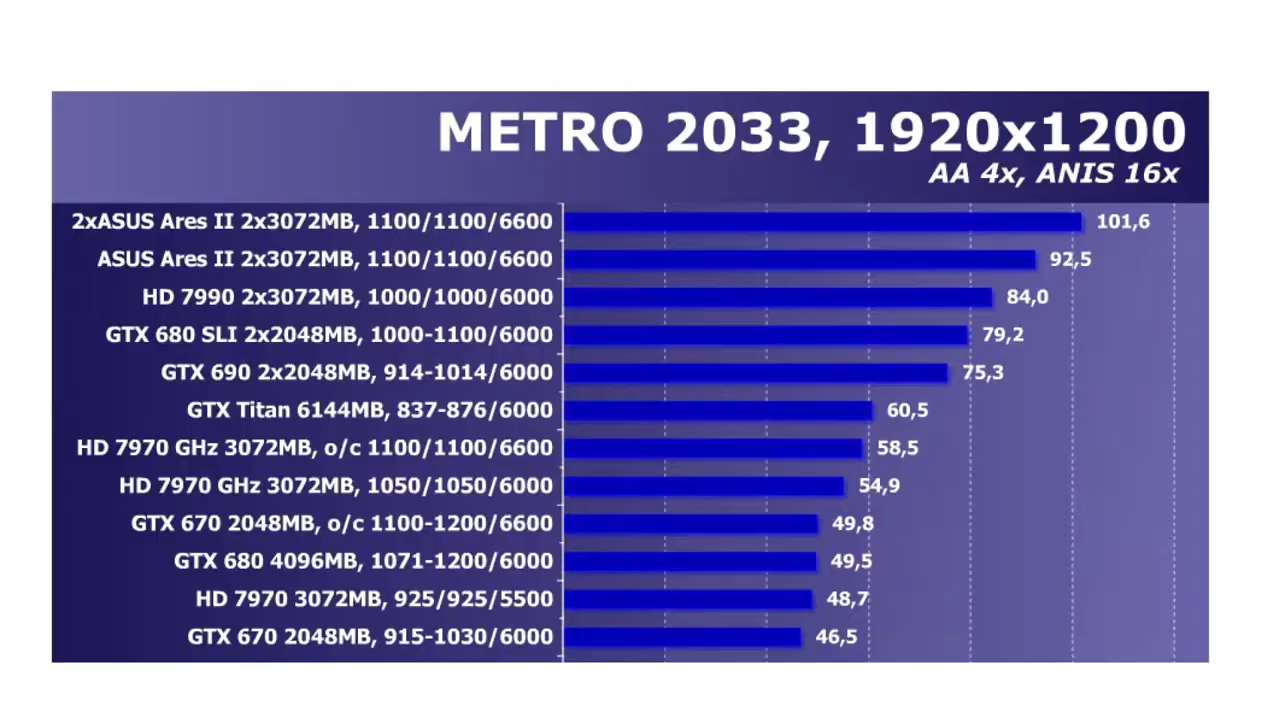 METRO 2033, 1920x1200
AA 4x, ANIS 16x
2xASUS Ares II 2x3072MB, 1100/1100/6600 101,6
ASUS Ares II 2x3072MB, 1100/1100/6600 92,5
HD 7990 2x3072MB, 1000/1000/6000 84,0
GTX 680 SLI 2x2048MB, 1000-1100/6000 79,2
GTX 690 2x2048MB, 914-1014/6000 75,3
GTX Titan 6144MB, 837-876/6000 60,5
HD 7970 GHz 3072MB, o/c 1100/1100/6600 58,5
HD 7970 GHz 3072MB, 1050/1050/6000 54,9
GTX 670 2048MB, o/c 1100-1200/6600 49,8
GTX 680 4096MB, 1071-1200/6000 49,5
HD 7970 3072MB, 925/925/5500 48,7
GTX 670 2048MB, 915-1030/6000 46,5